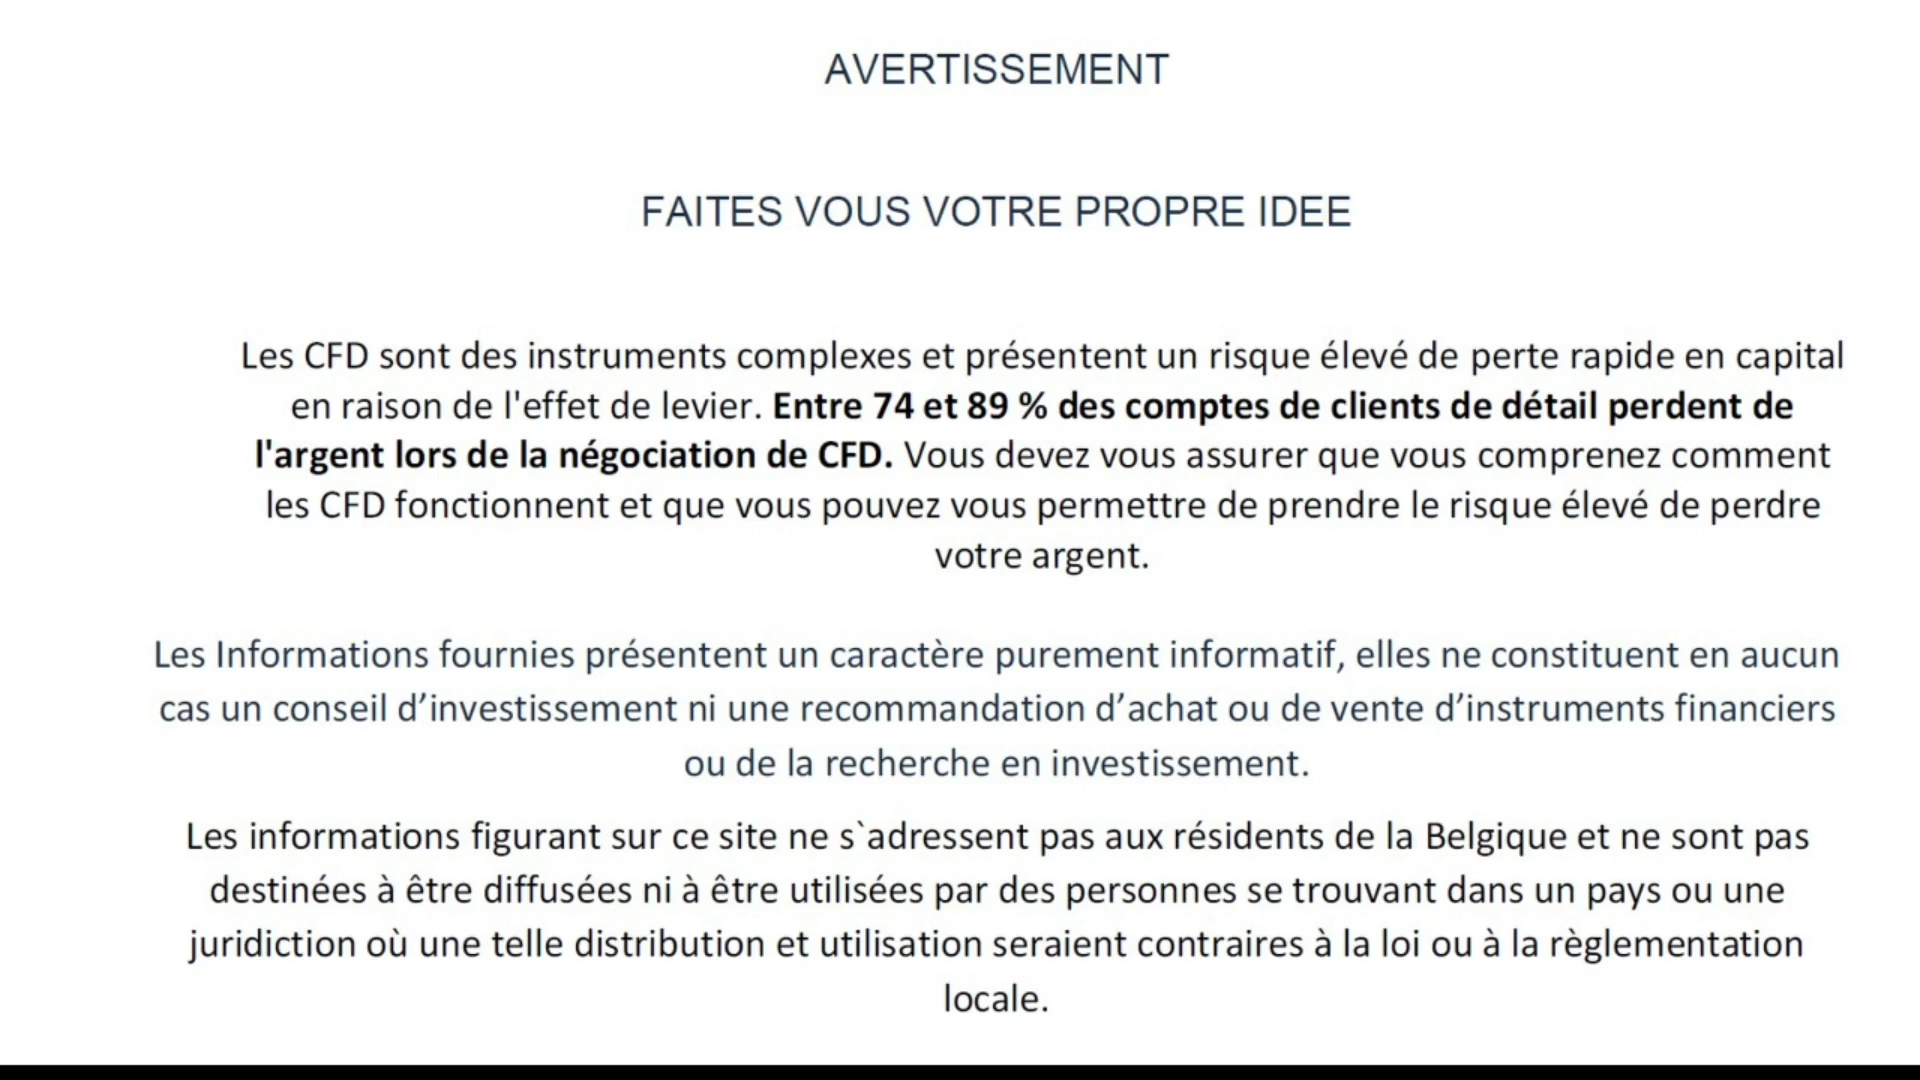 AVERTISSEMENT
FAITES VOUS VOTRE PROPRE IDEE
Les CFD sont des instruments complexes et présentent un risque élevé de perte rapide en capital
en raison de l'effet de levier. Entre 74 et 89 % des comptes de clients de détail perdent de
l'argent lors de la négociation de CFD. Vous devez vous assurer que vous comprenez comment
les CFD fonctionnent et que vous pouvez vous permettre de prendre le risque élevé de perdre
votre argent.
Les Informations fournies présentent un caractère purement informatif, elles ne constituent en aucun
cas un conseil d’investissement ni une recommandation d’achat ou de vente d’instruments financiers
ou de la recherche en investissement.
Les informations figurant sur ce site ne s`adressent pas aux résidents de la Belgique et ne sont pas
destinées à être diffusées ni à être utilisées par des personnes se trouvant dans un pays ou une
juridiction où une telle distribution et utilisation seraient contraires à la loi ou à la règlementation
locale.